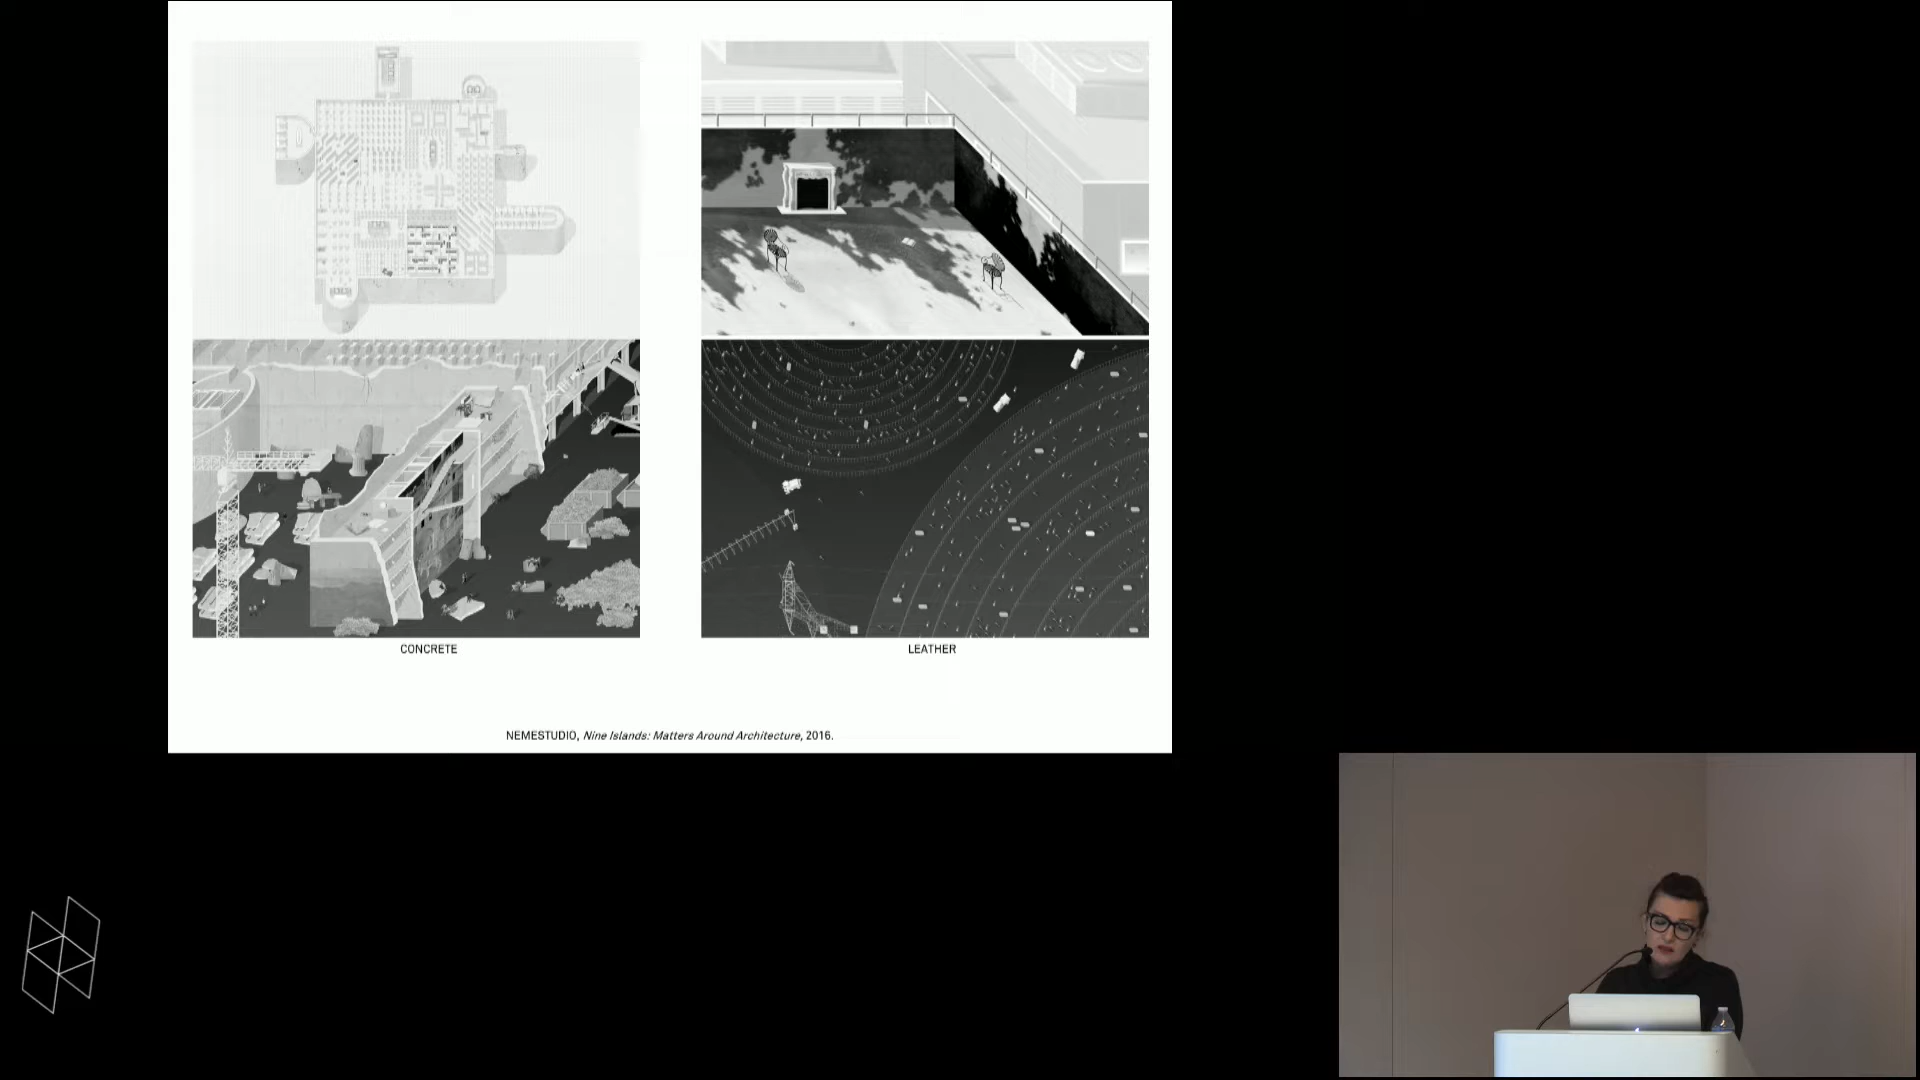 CONCRETE
LEATHER
NEMESTUDIO, Nine Islands: Matters Around Architecture, 2016.